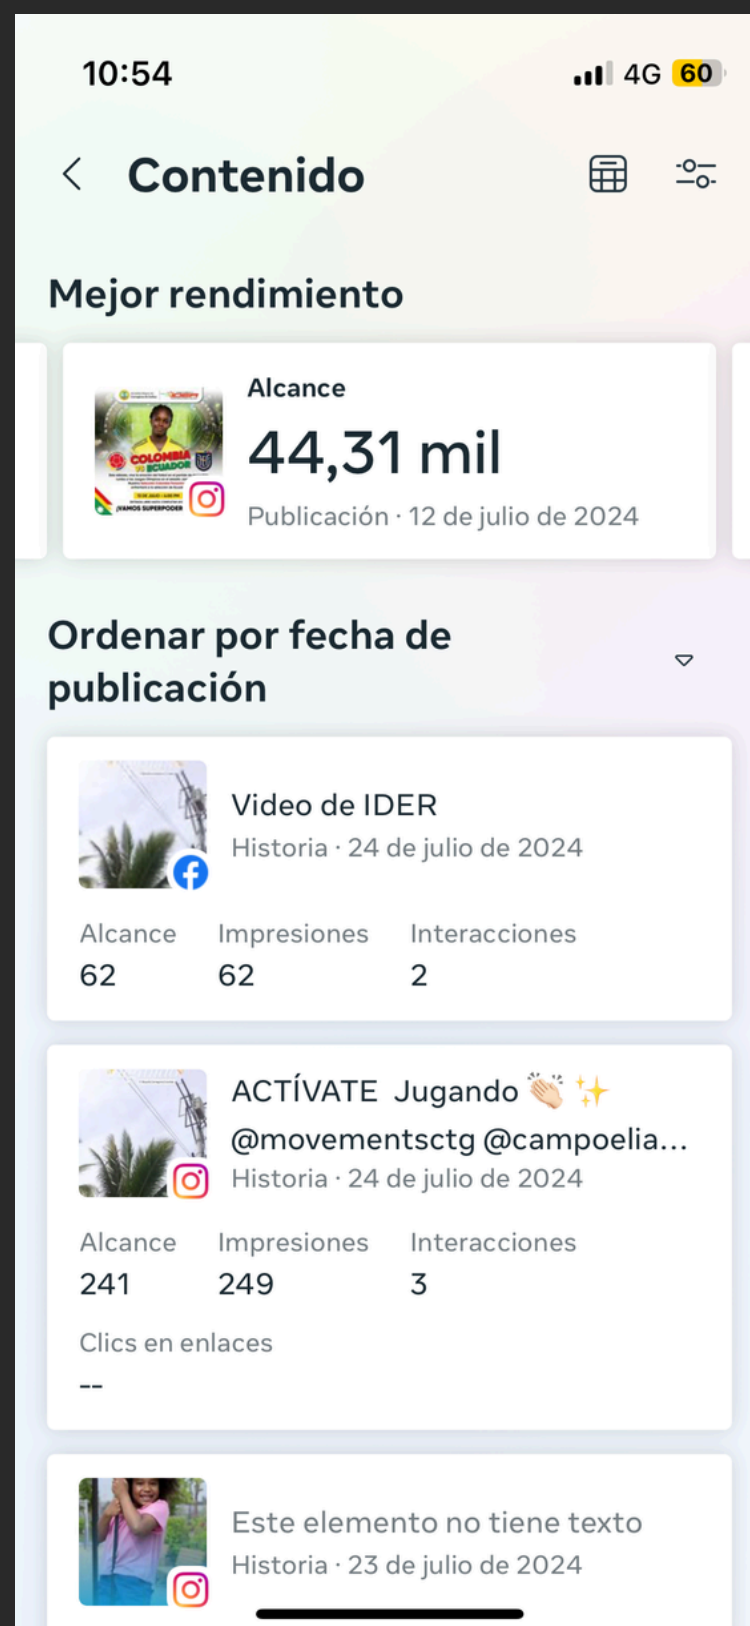 10:54
4G 60
Contenido
Mejor rendimiento
Alcance
44,31 mil
Publicación · 12 de julio de 2024
COLOMBIA
VS ECUADOR
¡VAMOS SUPERPODER
Ordenar por fecha de
publicación
Video de IDER
Historia · 24 de julio de 2024
Alcance Impresiones Interacciones
62 62 2
ACTÍVATE Jugando 👏🏻 ✨
@movementsctg @campoelia...
Historia · 24 de julio de 2024
Alcance Impresiones Interacciones
241 249 3
Clics en enlaces
--
Este elemento no tiene texto
Historia · 23 de julio de 2024